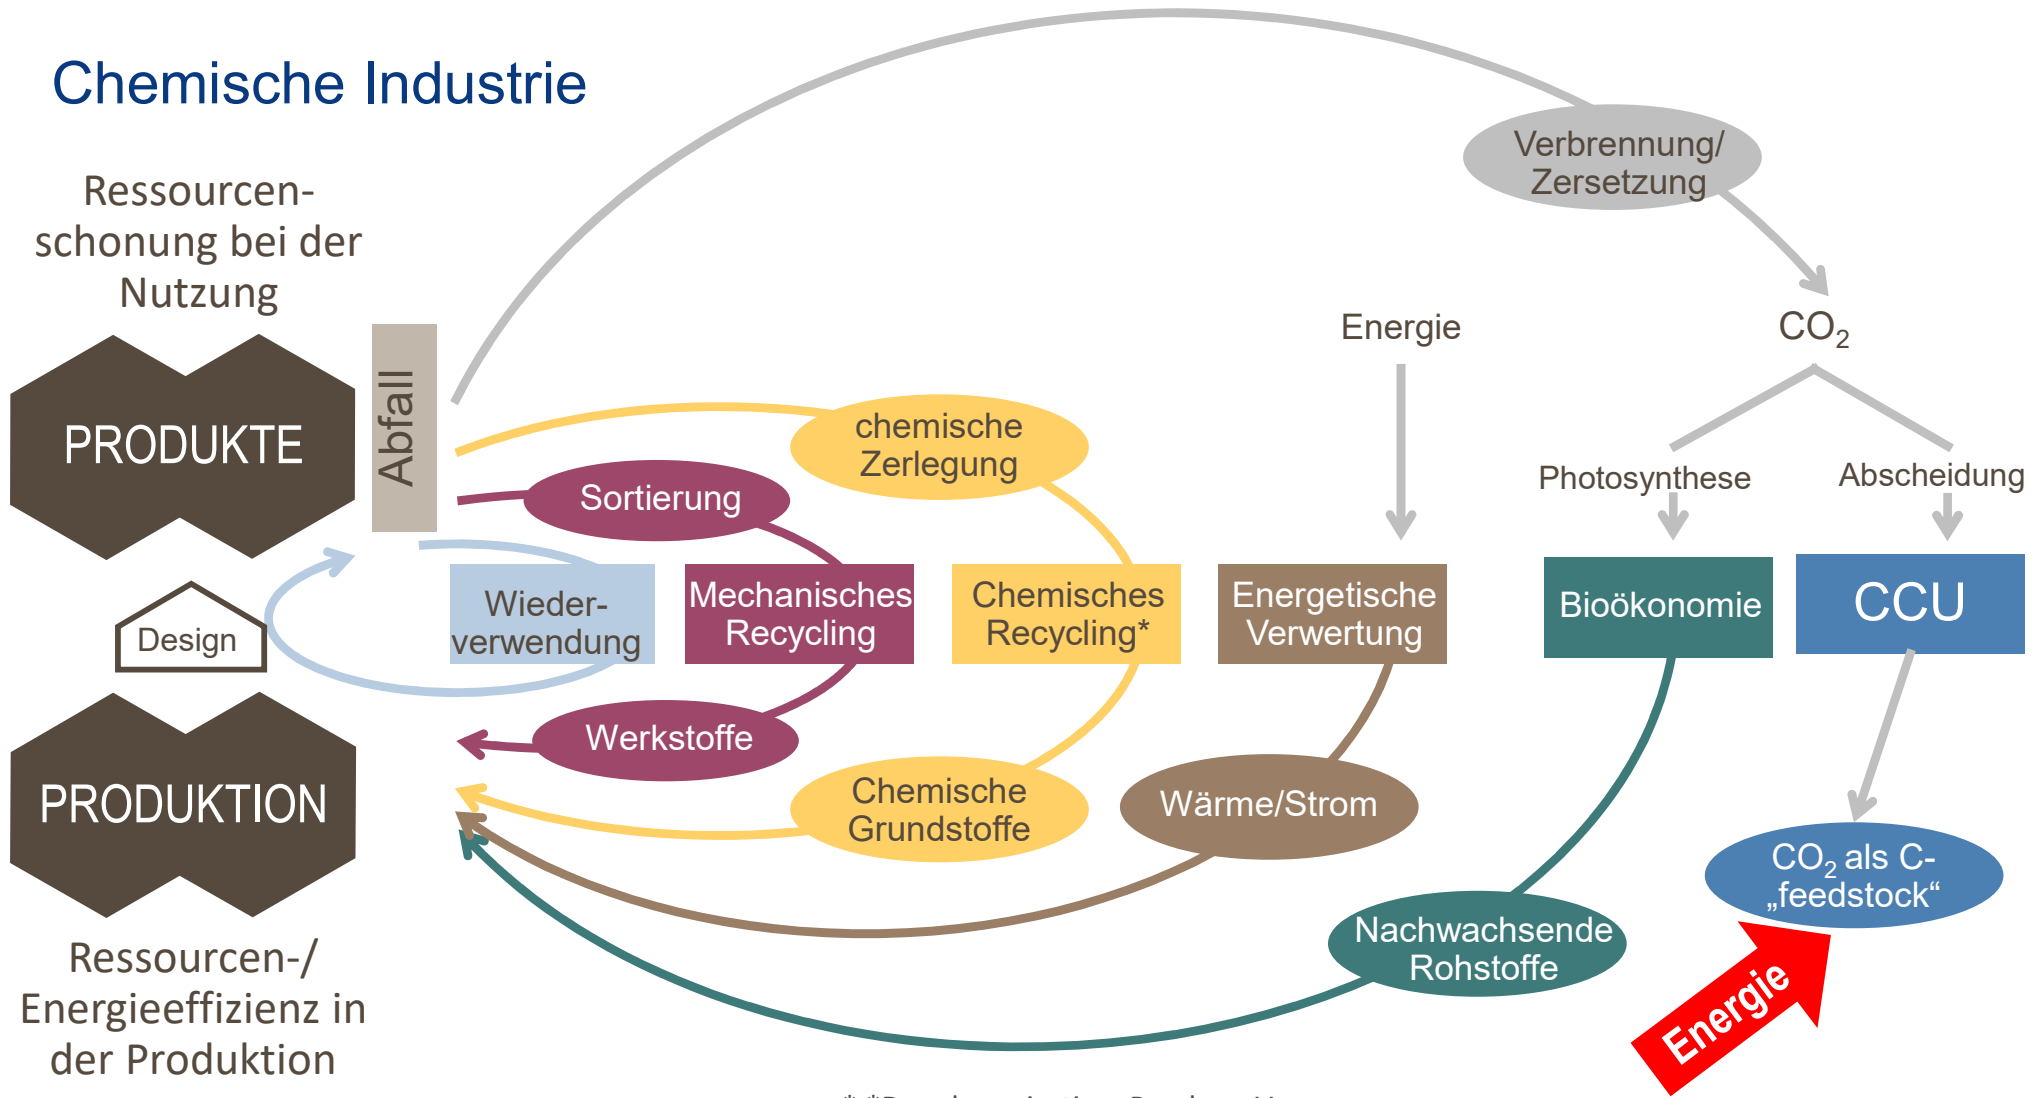 Chemische Industrie
Ressourcen-
schonung bei der
Nutzung
PRODUKTE
Abfall
Design
PRODUKTION
Ressourcen-/
Energieeffizienz in
der Produktion
Verbrennung/
Zersetzung
Energie
CO₂
chemische
Zerlegung
Sortierung
Photosynthese
Abscheidung
Wieder-
verwendung
Mechanisches
Recycling
Chemisches
Recycling*
Energetische
Verwertung
Bioökonomie
CCU
Werkstoffe
Chemische
Grundstoffe
Wärme/Strom
Nachwachsende
Rohstoffe
CO₂ als C-
„feedstock“
Energie